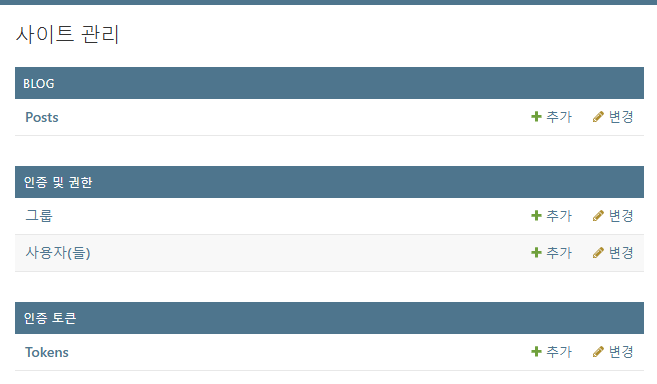 사이트 관리
BLOG
Posts 추가 변경
인증 및 권한
그룹 추가 변경
사용자(들) 추가 변경
인증 토큰
Tokens 추가 변경